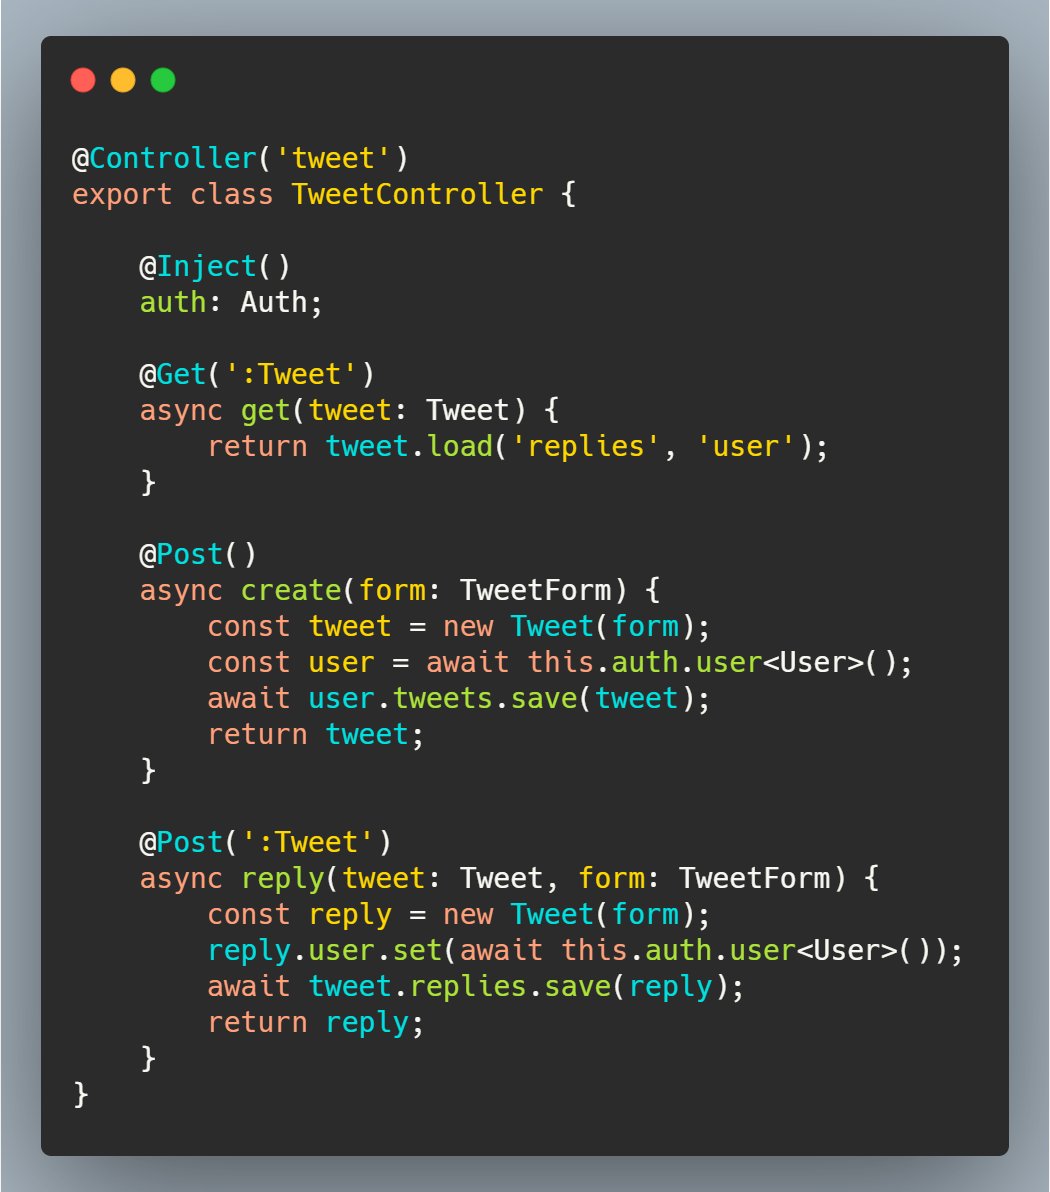 @Controller('tweet')
export class TweetController {

    @Inject()
    auth: Auth;

    @Get(':Tweet')
    async get(tweet: Tweet) {
        return tweet.load('replies', 'user');
    }

    @Post()
    async create(form: TweetForm) {
        const tweet = new Tweet(form);
        const user = await this.auth.user<User>();
        await user.tweets.save(tweet);
        return tweet;
    }

    @Post(':Tweet')
    async reply(tweet: Tweet, form: TweetForm) {
        const reply = new Tweet(form);
        reply.user.set(await this.auth.user<User>());
        await tweet.replies.save(reply);
        return reply;
    }
}